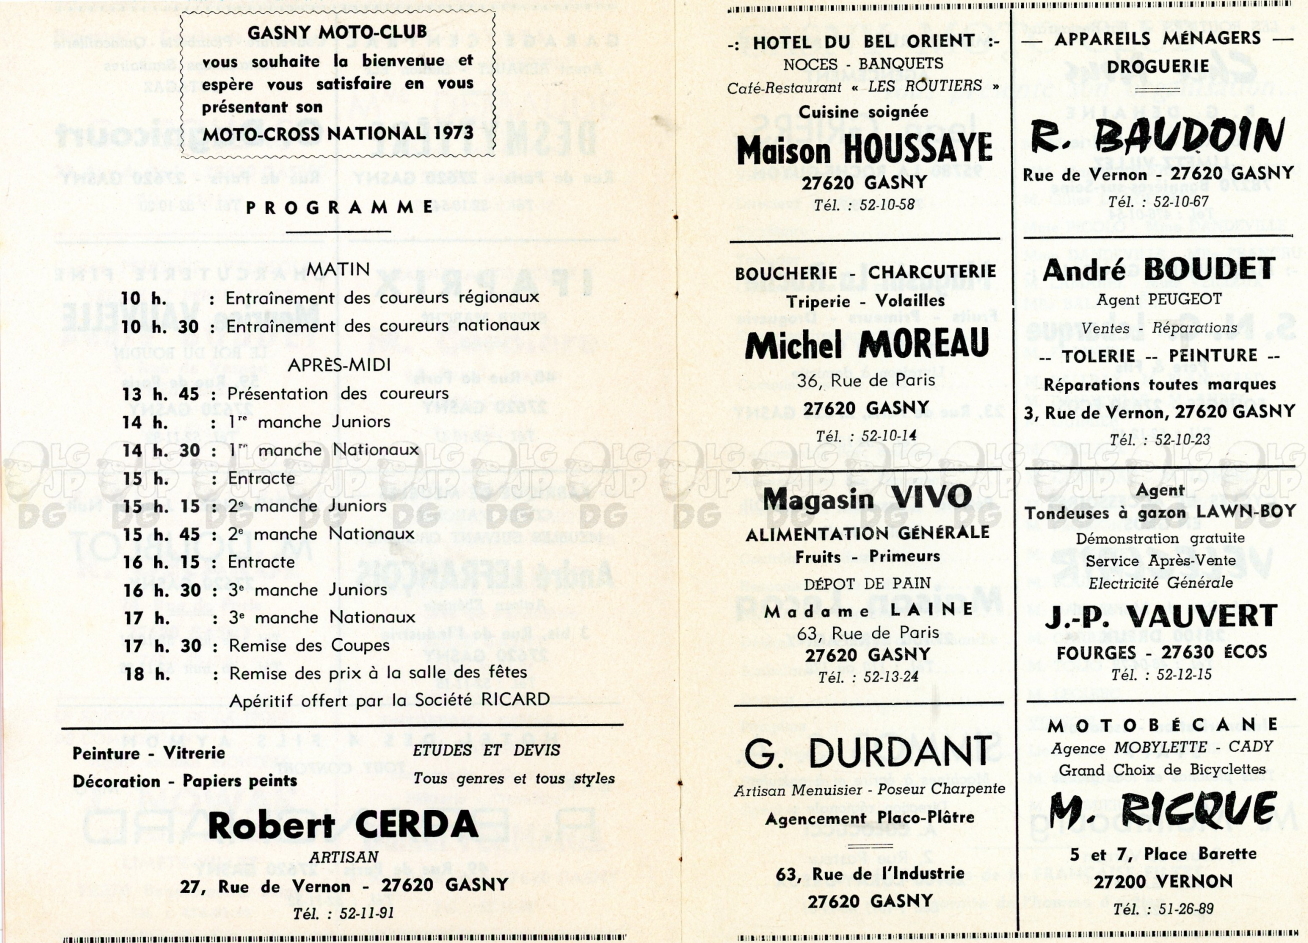 GASNY MOTO-CLUB
vous souhaite la bienvenue et
espère vous satisfaire en vous
présentant son
MOTO-CROSS NATIONAL 1973
PROGRAMME
MATIN
10 h. : Entraînement des coureurs régionaux
10 h. 30 : Entraînement des coureurs nationaux
APRÈS-MIDI
13 h. 45 : Présentation des coureurs
14 h. : 1re manche Juniors
14 h. 30 : 1re manche Nationaux
15 h. : Entracte
15 h. 15 : 2e manche Juniors
15 h. 45 : 2e manche Nationaux
16 h. 15 : Entracte
16 h. 30 : 3e manche Juniors
17 h. : 3e manche Nationaux
17 h. 30 : Remise des Coupes
18 h. : Remise des prix à la salle des fêtes
Apéritif offert par la Société RICARD
Peinture - Vitrerie
Décoration - Papiers peints
ETUDES ET DEVIS
Tous genres et tous styles
Robert CERDA
ARTISAN
27, Rue de Vernon - 27620 GASNY
Tél. : 52-11-91
-: HOTEL DU BEL ORIENT :-
NOCES - BANQUETS
Café-Restaurant « LES ROUTIERS »
Cuisine soignée
Maison HOUSSAYE
27620 GASNY
Tél. : 52-10-58
BOUCHERIE - CHARCUTERIE
Triperie - Volailles
Michel MOREAU
36, Rue de Paris
27620 GASNY
Tél. : 52-10-14
Magasin VIVO
ALIMENTATION GÉNÉRALE
Fruits - Primeurs
DÉPOT DE PAIN
Madame LAINE
63, Rue de Paris
27620 GASNY
Tél. : 52-13-24
G. DURDANT
Artisan Menuisier - Poseur Charpente
Agencement Placo-Plâtre
63, Rue de l'Industrie
27620 GASNY
— APPAREILS MÉNAGERS —
DROGUERIE
R. BAUDOIN
Rue de Vernon - 27620 GASNY
Tél. : 52-10-67
André BOUDET
Agent PEUGEOT
Ventes - Réparations
-- TOLERIE -- PEINTURE --
Réparations toutes marques
3, Rue de Vernon, 27620 GASNY
Tél. : 52-10-23
Agent
Tondeuses à gazon LAWN-BOY
Démonstration gratuite
Service Après-Vente
Electricité Générale
J.-P. VAUVERT
FOURGES - 27630 ÉCOS
Tél. : 52-12-15
MOTOBÉCANE
Agence MOBYLETTE - CADY
Grand Choix de Bicyclettes
M. RICQUE
5 et 7, Place Barette
27200 VERNON
Tél. : 51-26-89